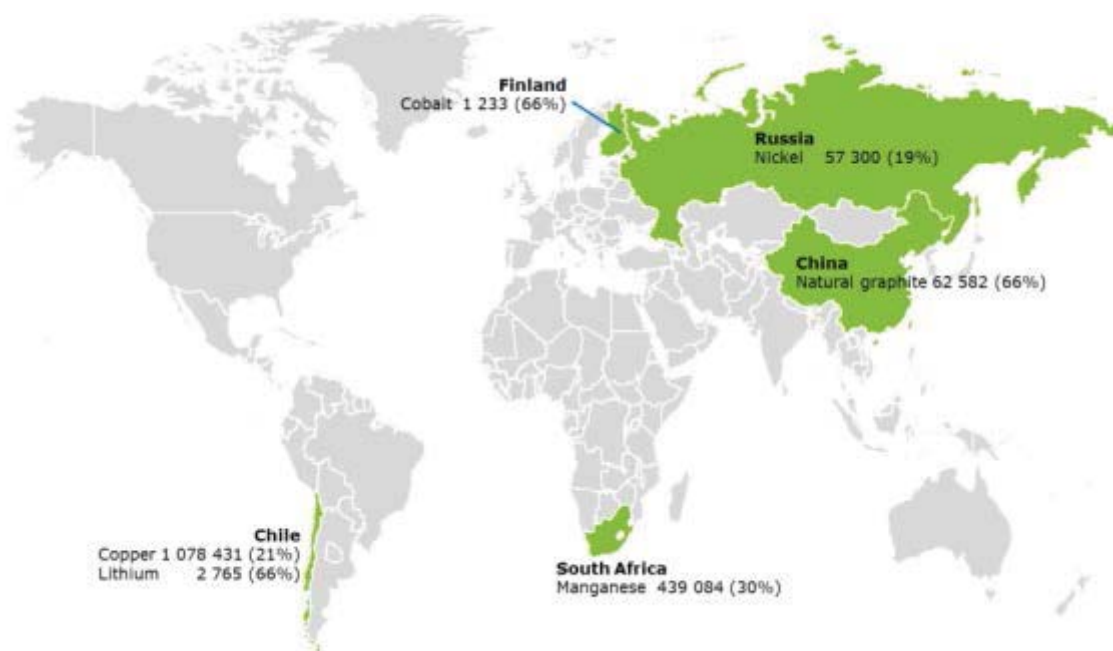 Finland
Cobalt 1 233 (66%)
Russia
Nickel 57 300 (19%)
China
Natural graphite 62 582 (66%)
Chile
Copper 1 078 431 (21%)
Lithium 2 765 (66%)
South Africa
Manganese 439 084 (30%)